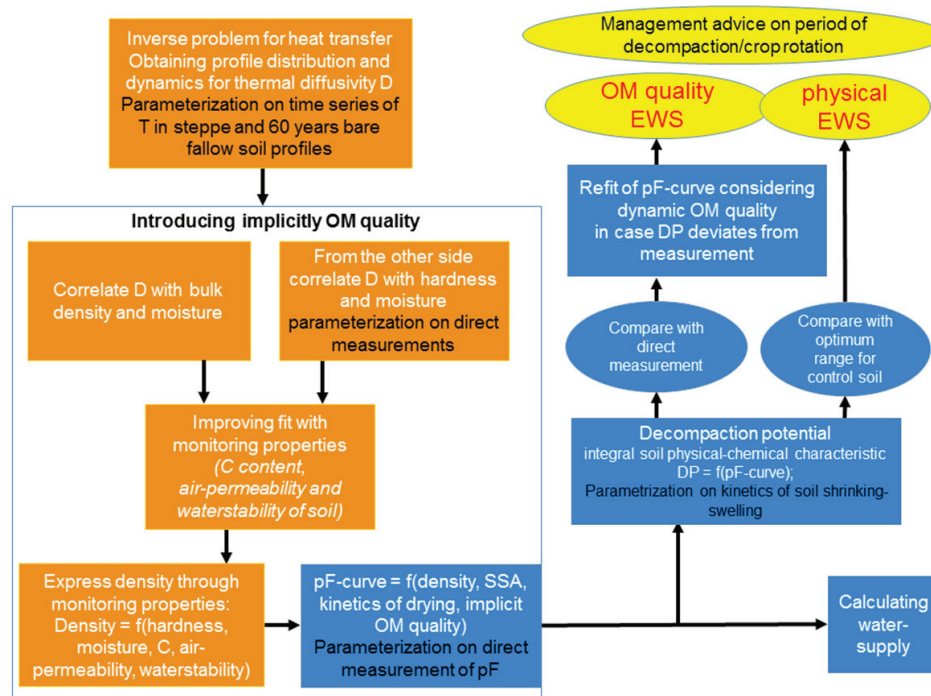 Inverse problem for heat transfer
Obtaining profile distribution and
dynamics for thermal diffusivity D
Parameterization on time series of
T in steppe and 60 years bare
fallow soil profiles
Introducing implicitly OM quality
Correlate D with bulk
density and moisture
From the other side
correlate D with hardness
and moisture
parameterization on direct
measurements
Improving fit with
monitoring properties
(C content,
air-permeability and
waterstability of soil)
Express density through
monitoring properties:
Density = f(hardness,
moisture, C, air-
permeability, waterstability)
pF-curve = f(density, SSA,
kinetics of drying, implicit
OM quality)
Parameterization on direct
measurement of pF
Management advice on period of
decompaction/crop rotation
OM quality
EWS
physical
EWS
Refit of pF-curve considering
dynamic OM quality
in case DP deviates from
measurement
Compare with
direct
measurement
Compare with
optimum
range for
control soil
Decompaction potential
integral soil physical-chemical characteristic
DP = f(pF-curve);
Parametrization on kinetics of soil shrinking-
swelling
Calculating
water-
supply